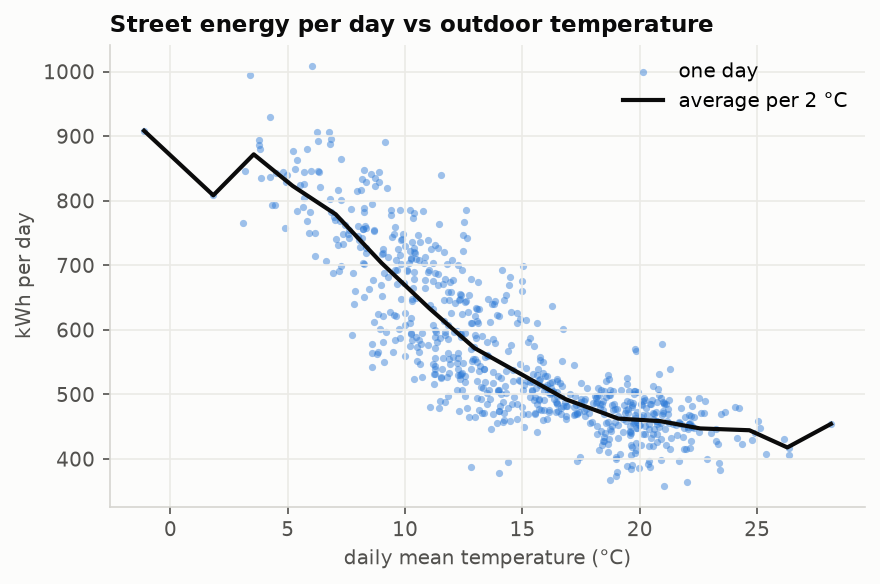 Street energy per day vs outdoor temperature
one day
average per 2 °C
kWh per day
1000
900
800
700
600
500
400
0 5 10 15 20 25
daily mean temperature (°C)